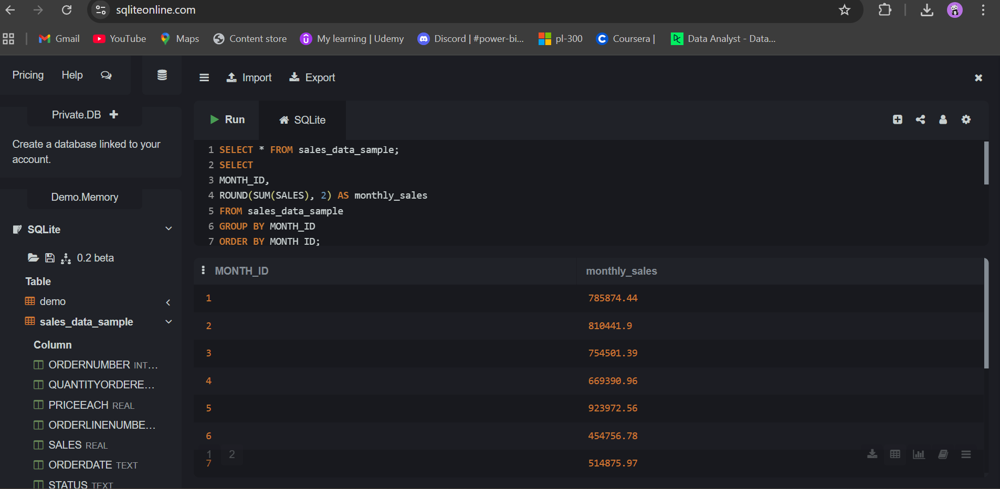 sqliteonline.com
Gmail YouTube Maps Content store My learning | Udemy Discord | #power-bi... pl-300 Coursera | Data Analyst - Data...
Pricing Help
Import Export
Private.DB
Create a database linked to your
account.
Demo.Memory
SQLite
0.2 beta
Table
demo
sales_data_sample
Column
ORDERNUMBER INT...
QUANTITYORDERE...
PRICEEACH REAL
ORDERLINENUMBE...
SALES REAL
ORDERDATE TEXT
STATUS TEXT
Run SQLite
1 SELECT * FROM sales_data_sample;
2 SELECT
3 MONTH_ID,
4 ROUND(SUM(SALES), 2) AS monthly_sales
5 FROM sales_data_sample
6 GROUP BY MONTH_ID
7 ORDER BY MONTH_ID;
MONTH_ID monthly_sales
1 785874.44
2 810441.9
3 754501.39
4 669390.96
5 923972.56
6 454756.78
1 2
7 514875.97